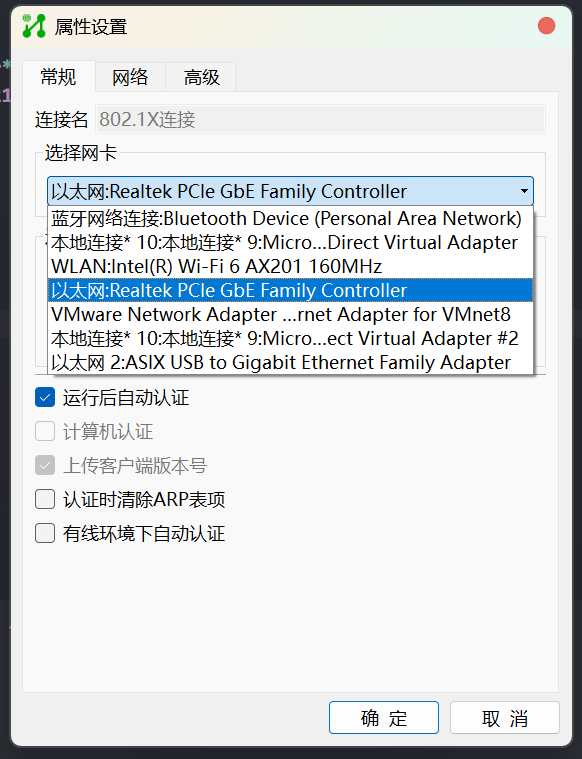 属性设置
常规
网络
高级
连接名
802.1X连接
选择网卡
以太网:Realtek PCIe GbE Family Controller
蓝牙网络连接:Bluetooth Device (Personal Area Network)
本地连接* 10:本地连接* 9:Micro...Direct Virtual Adapter
WLAN:Intel(R) Wi-Fi 6 AX201 160MHz
以太网:Realtek PCIe GbE Family Controller
VMware Network Adapter ...rnet Adapter for VMnet8
本地连接* 10:本地连接* 9:Micro...ect Virtual Adapter #2
以太网 2:ASIX USB to Gigabit Ethernet Family Adapter
运行后自动认证
计算机认证
上传客户端版本号
认证时清除ARP表项
有线环境下自动认证
确 定
取 消